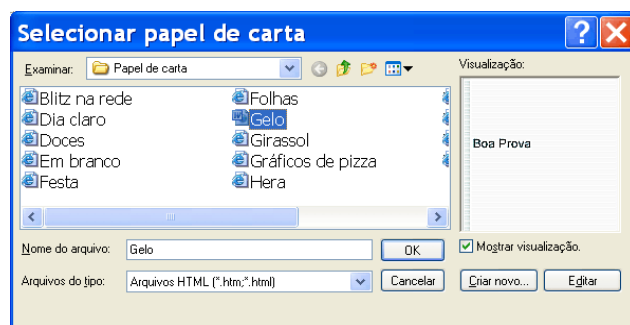 Selecionar papel de carta
Examinar: Papel de carta
Visualização:
Blitz na rede
Dia claro
Doces
Em branco
Festa
Folhas
Gelo
Girassol
Gráficos de pizza
Hera
Boa Prova
Nome do arquivo: Gelo OK
Mostrar visualização.
Arquivos do tipo: Arquivos HTML (*.htm;*.html) Cancelar
Criar novo... Editar